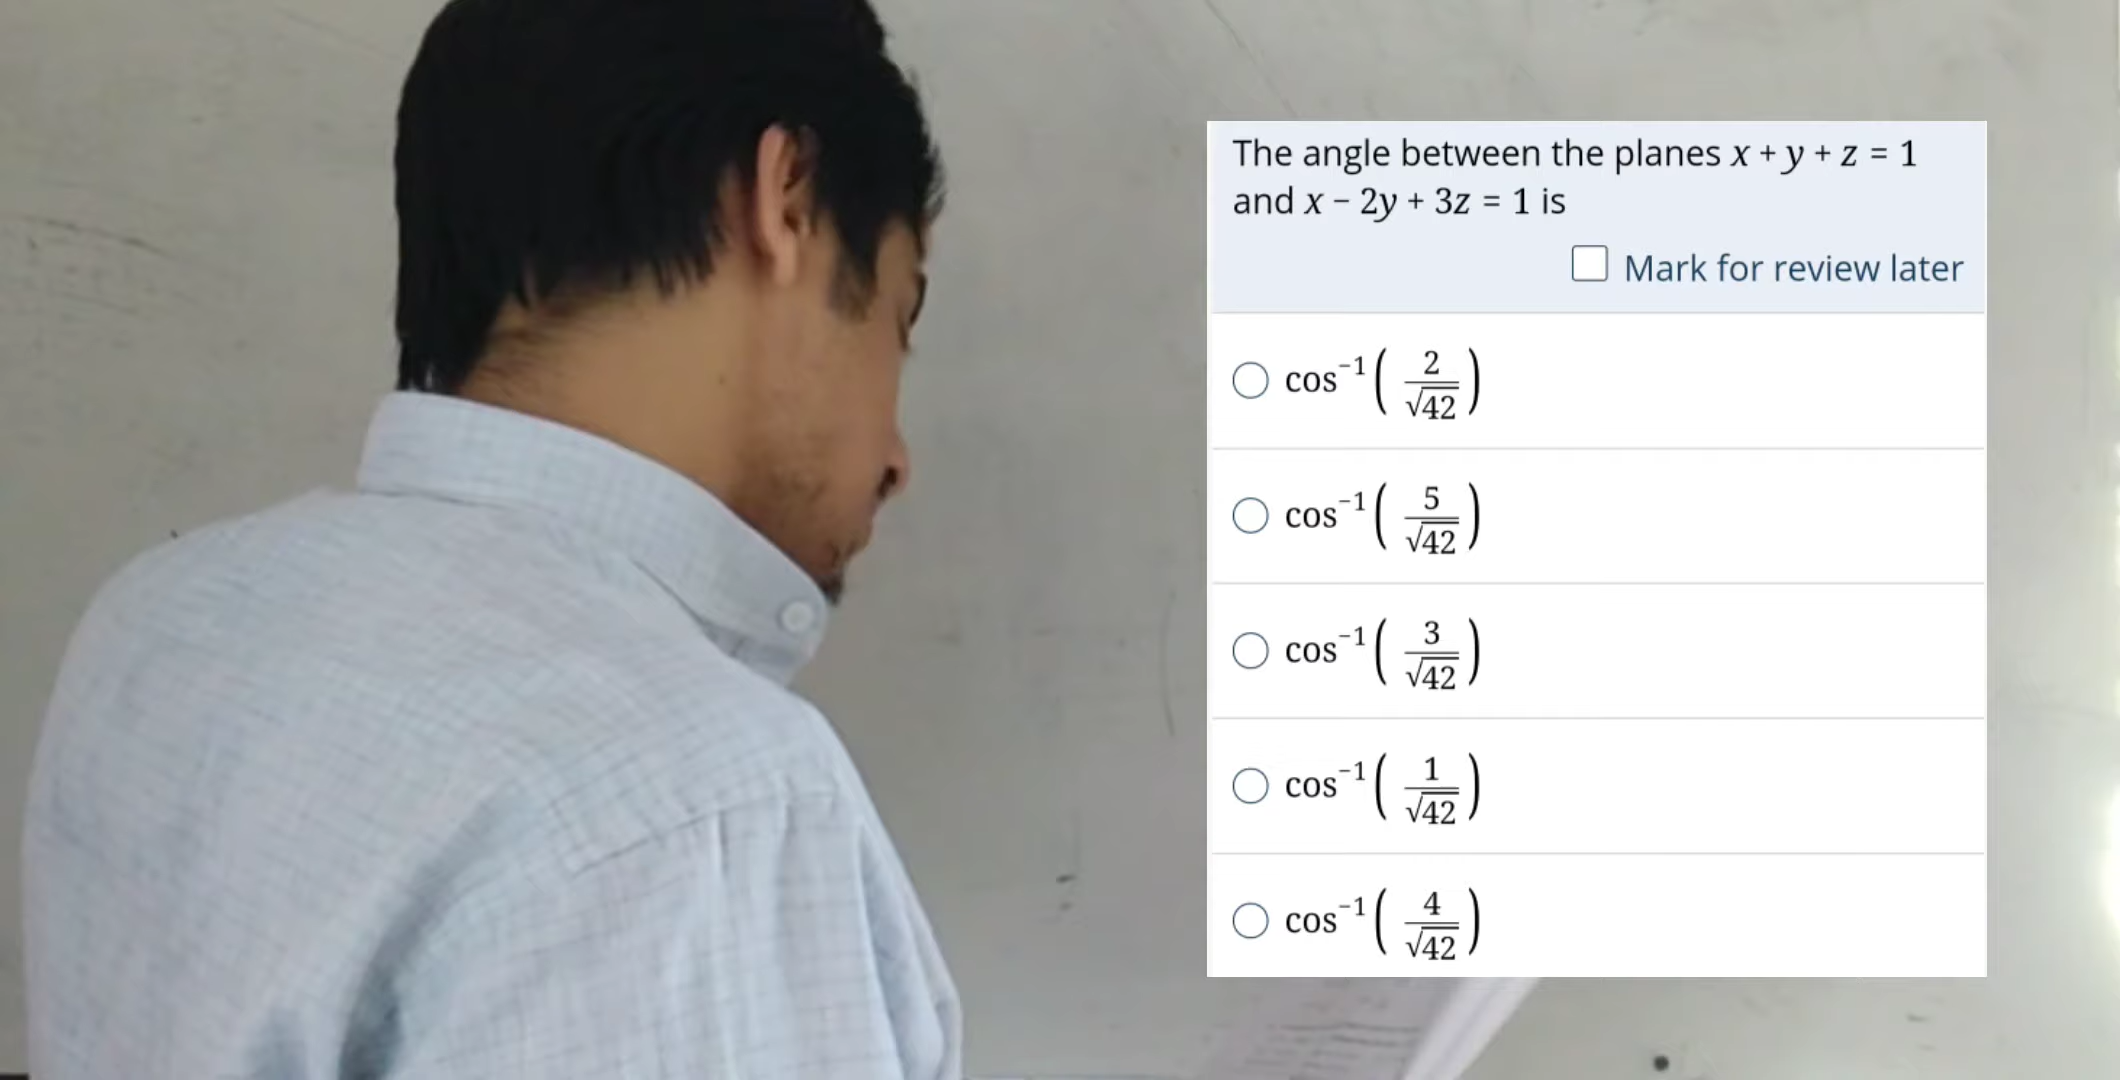 The angle between the planes x + y + z = 1
and x − 2y + 3z = 1 is
Mark for review later
cos⁻¹(2/√42)
cos⁻¹(5/√42)
cos⁻¹(3/√42)
cos⁻¹(1/√42)
cos⁻¹(4/√42)